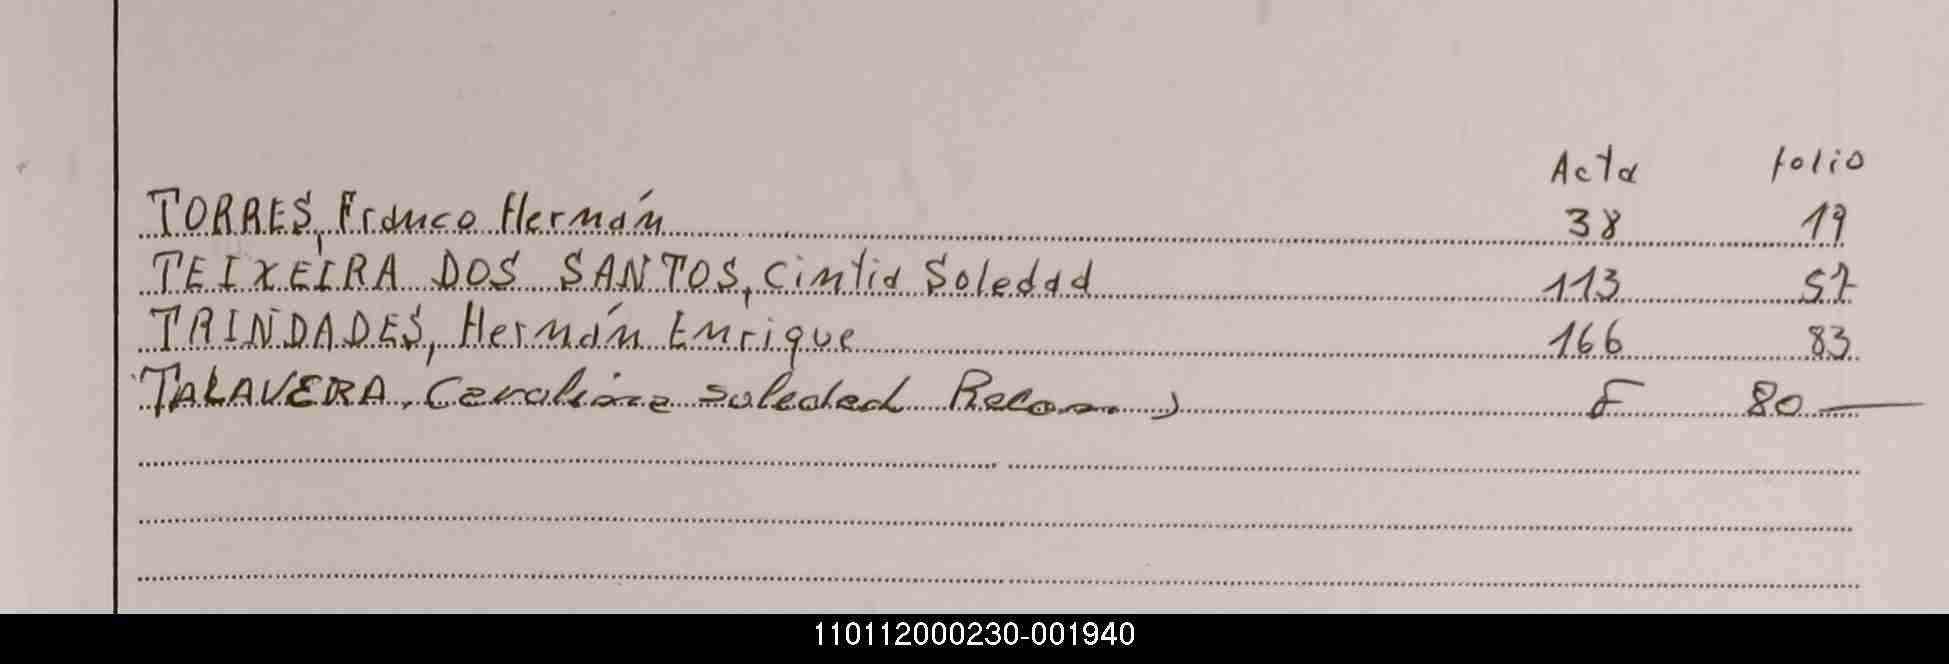 Acta folio
TORRES, Franco Hernán 38 19
TEIXEIRA DOS SANTOS, Cintia Soledad 113 57
TRINDADES, Hernán Enrique 166 83
TALAVERA, Soledad F 80
110112000230-001940